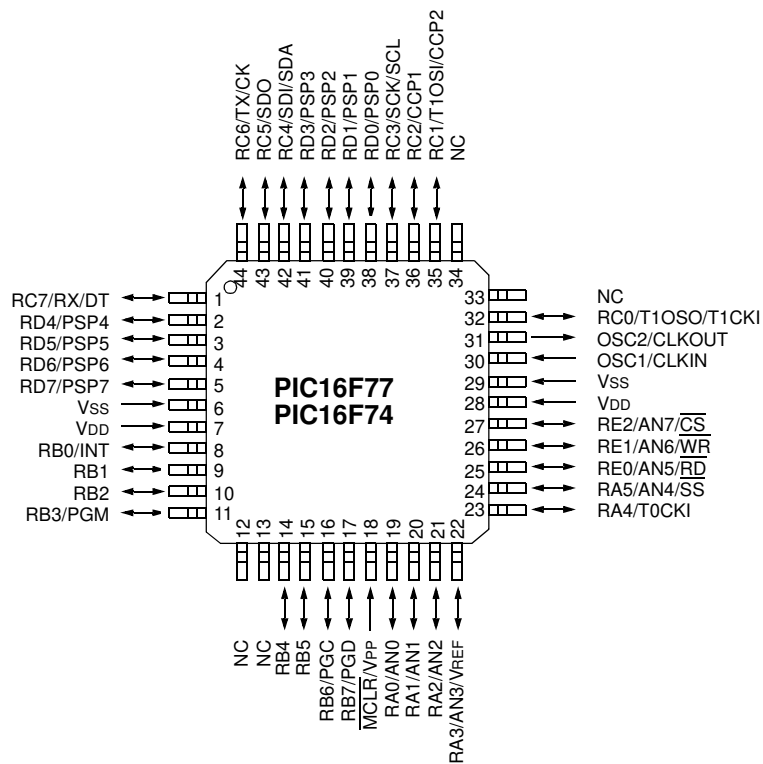 RC6/TX/CK
RC5/SDO
RC4/SDI/SDA
RD3/PSP3
RD2/PSP2
RD1/PSP1
RD0/PSP0
RC3/SCK/SCL
RC2/CCP1
RC1/T1OSI/CCP2
NC
44
43
42
41
40
39
38
37
36
35
34
RC7/RX/DT 1
RD4/PSP4 2
RD5/PSP5 3
RD6/PSP6 4
RD7/PSP7 5
VSS 6
VDD 7
RB0/INT 8
RB1 9
RB2 10
RB3/PGM 11
PIC16F77
PIC16F74
33 NC
32 RC0/T1OSO/T1CKI
31 OSC2/CLKOUT
30 OSC1/CLKIN
29 VSS
28 VDD
27 RE2/AN7/CS
26 RE1/AN6/WR
25 RE0/AN5/RD
24 RA5/AN4/SS
23 RA4/T0CKI
12
13
14
15
16
17
18
19
20
21
22
NC
NC
RB4
RB5
RB6/PGC
RB7/PGD
MCLR/VPP
RA0/AN0
RA1/AN1
RA2/AN2
RA3/AN3/VREF